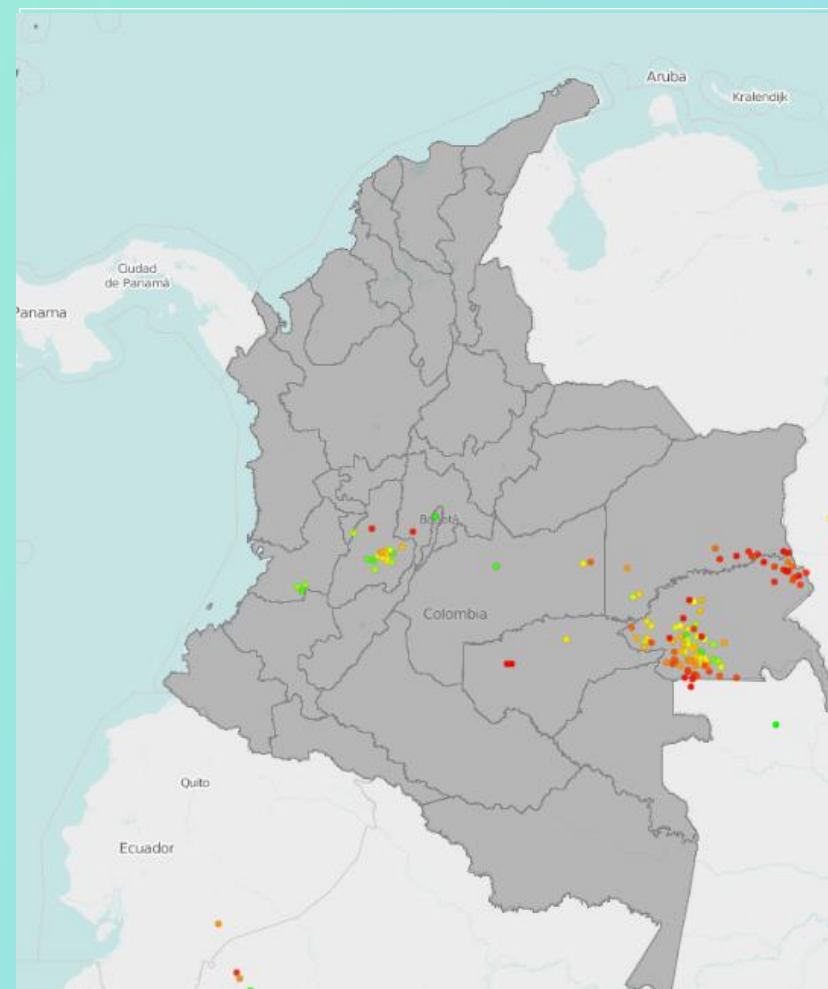 Aruba
Kralendijk
Ciudad
de Panamá
Panama
Bogotá
Colombia
Quito
Ecuador